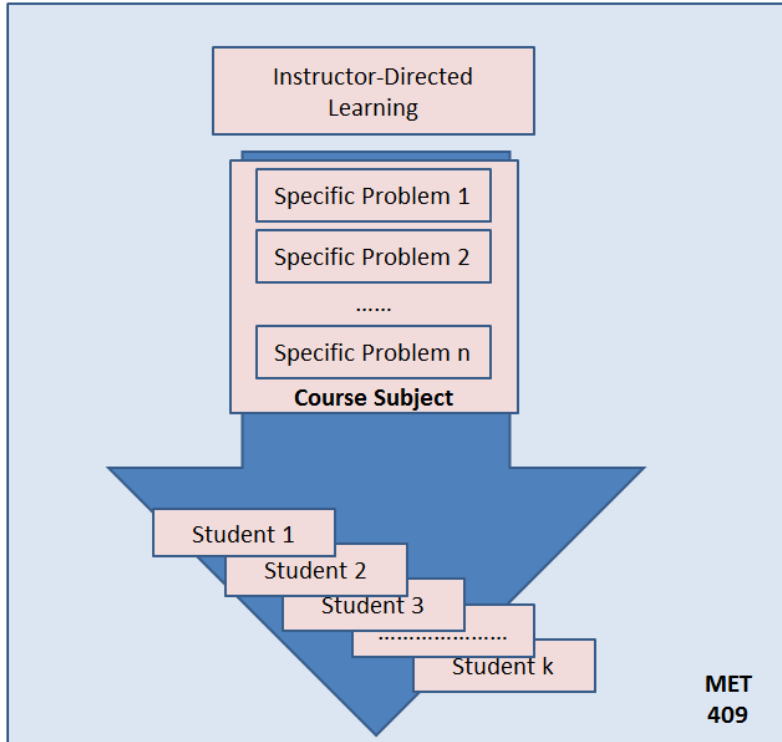 Instructor-Directed
Learning
Specific Problem 1
Specific Problem 2
......
Specific Problem n
Course Subject
Student 1
Student 2
Student 3
.....................
Student k
MET
409